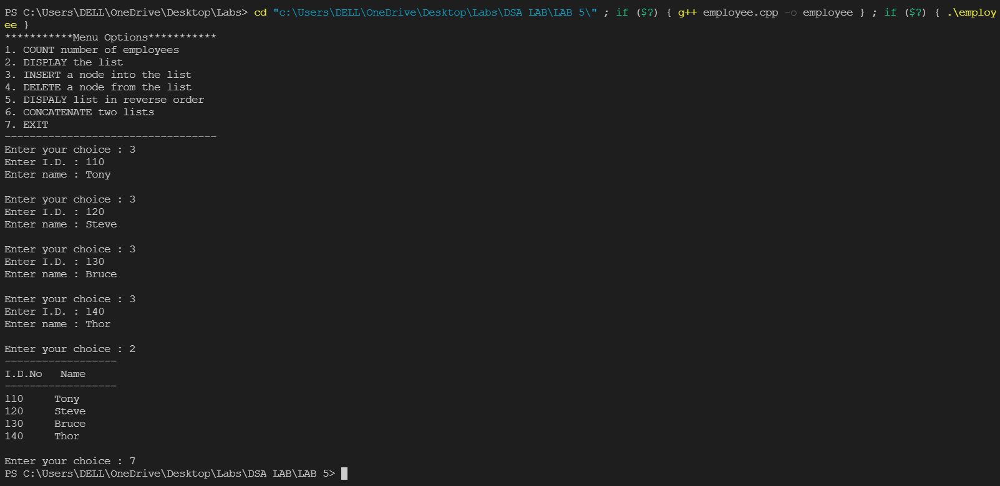 PS C:\Users\DELL\OneDrive\Desktop\Labs> cd "c:\Users\DELL\OneDrive\Desktop\Labs\DSA LAB\LAB 5\" ; if ($?) { g++ employee.cpp -o employee } ; if ($?) { .\employ
ee }
***********Menu Options***********
1. COUNT number of employees
2. DISPLAY the list
3. INSERT a node into the list
4. DELETE a node from the list
5. DISPALY list in reverse order
6. CONCATENATE two lists
7. EXIT
----------------------------------
Enter your choice : 3
Enter I.D. : 110
Enter name : Tony
Enter your choice : 3
Enter I.D. : 120
Enter name : Steve
Enter your choice : 3
Enter I.D. : 130
Enter name : Bruce
Enter your choice : 3
Enter I.D. : 140
Enter name : Thor
Enter your choice : 2
------------------
I.D.No   Name
------------------
110     Tony
120     Steve
130     Bruce
140     Thor
Enter your choice : 7
PS C:\Users\DELL\OneDrive\Desktop\Labs\DSA LAB\LAB 5>